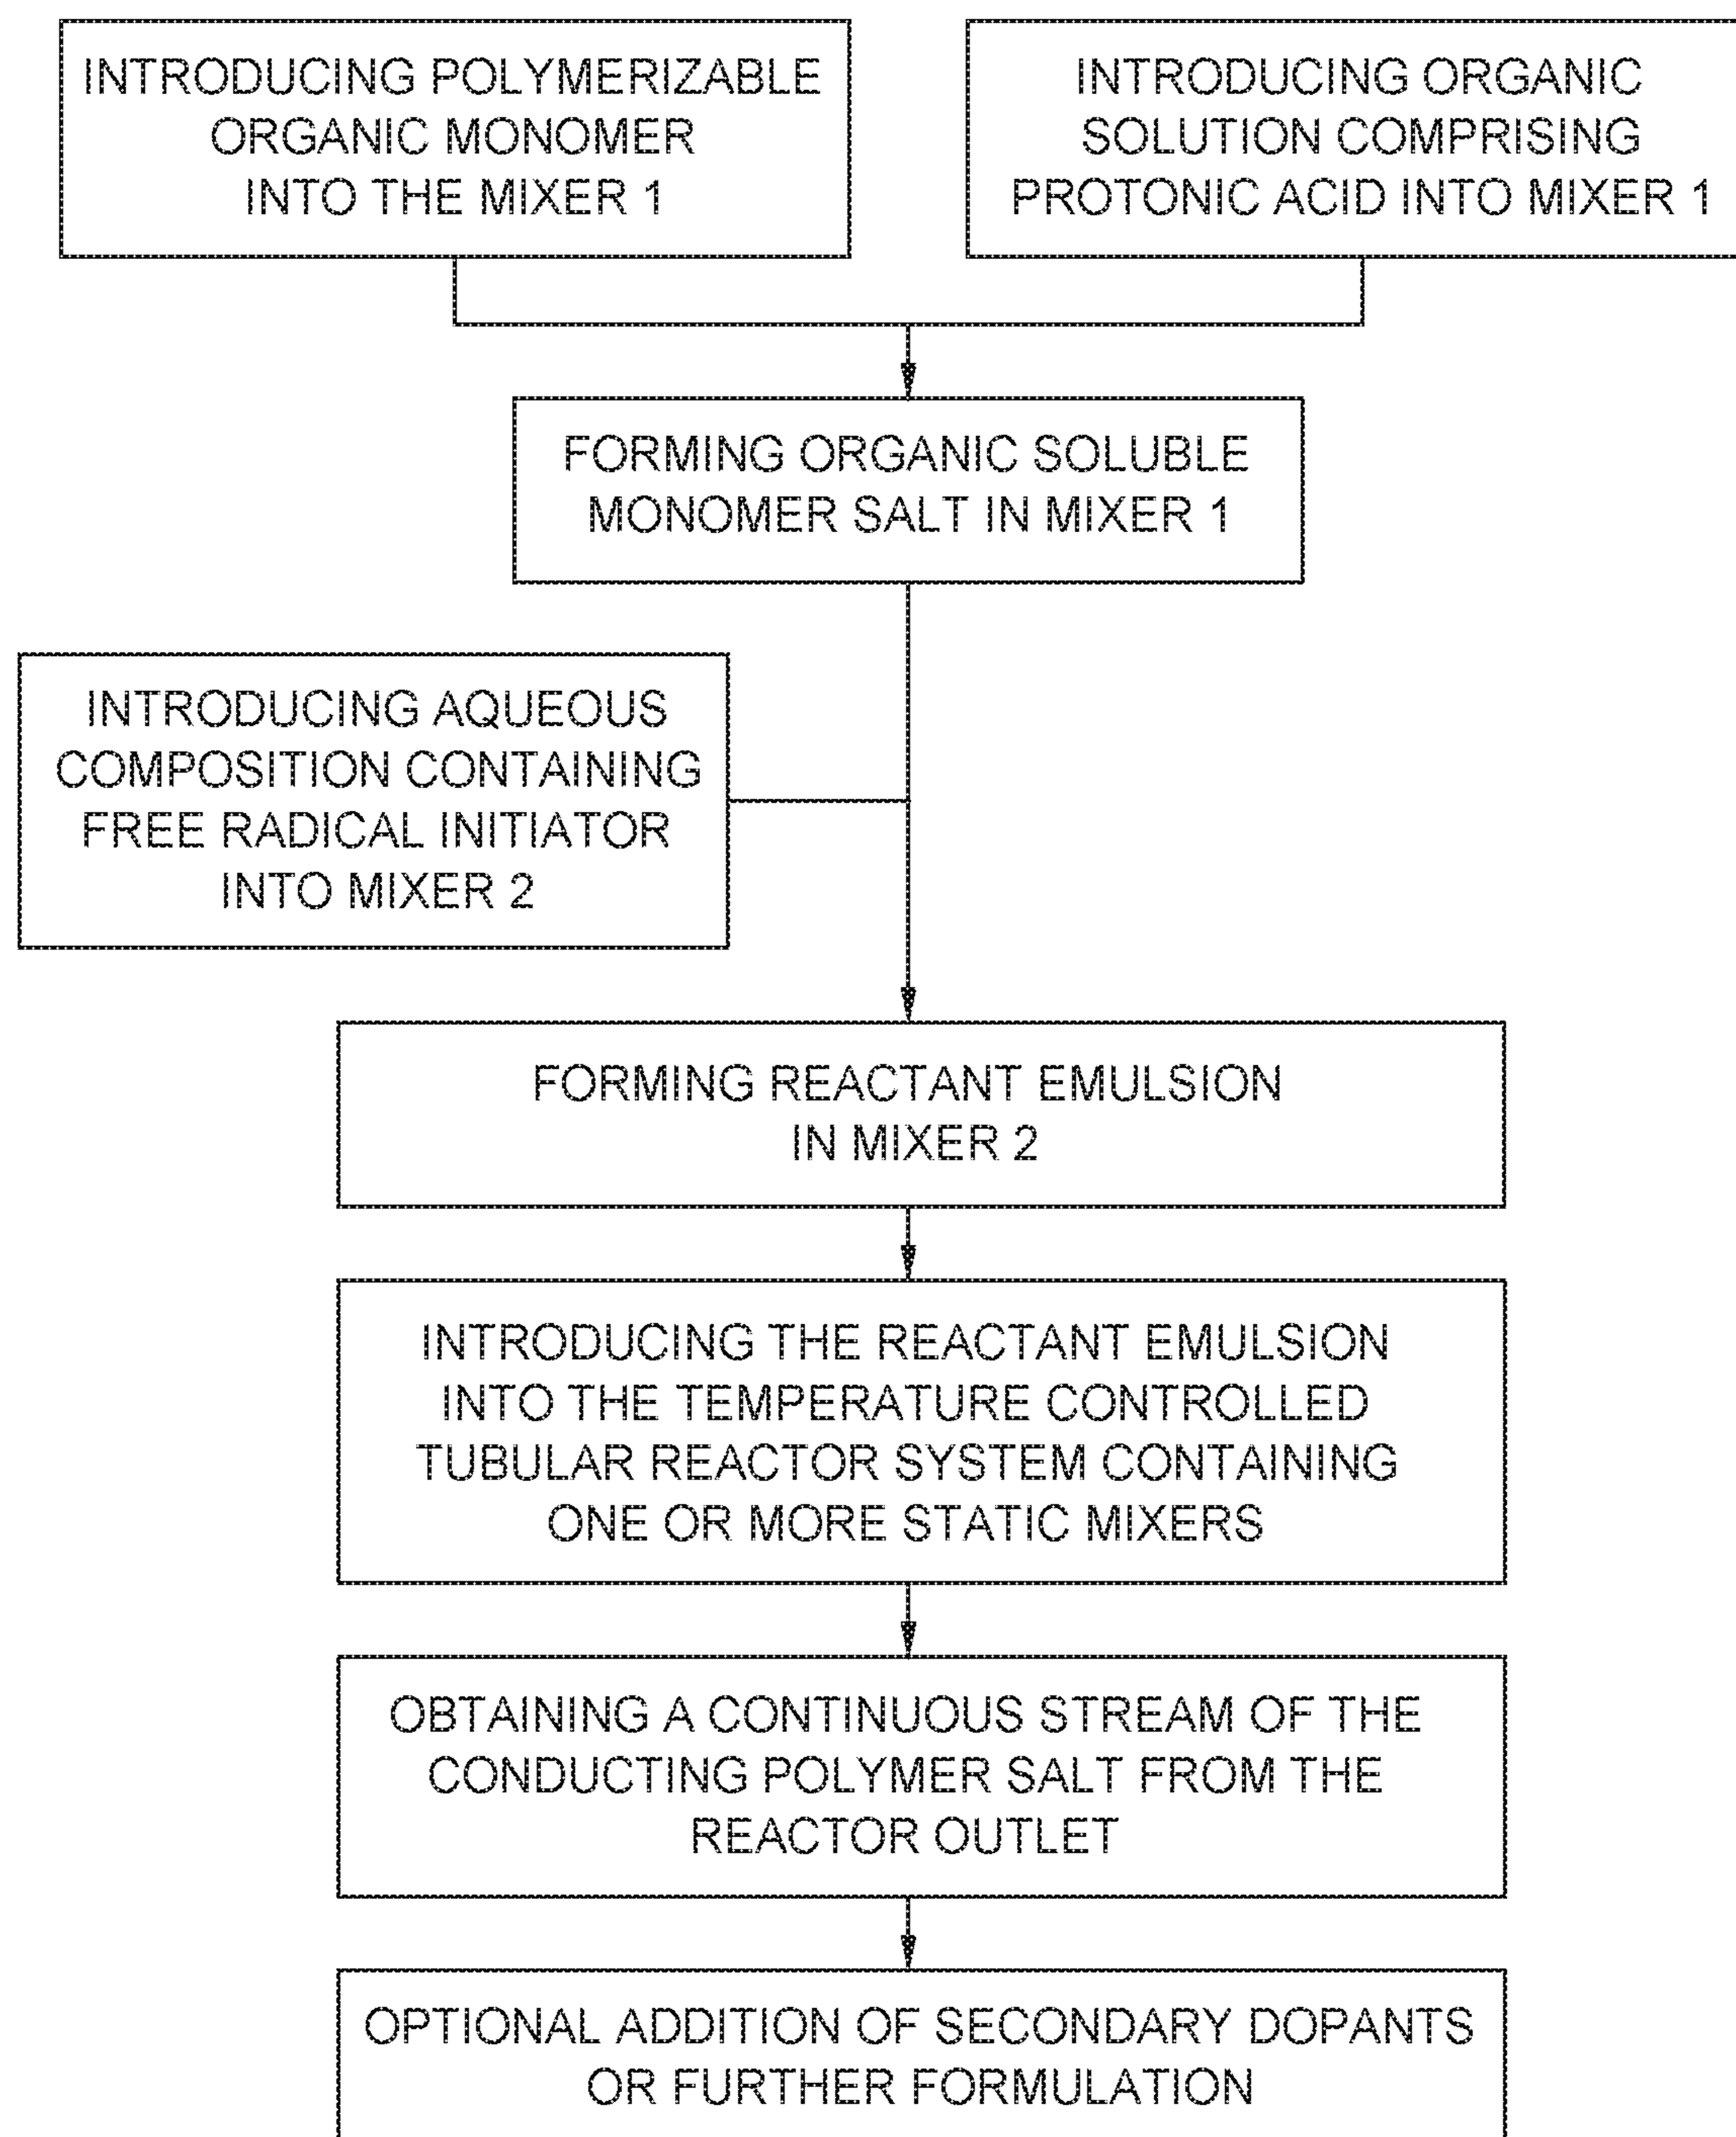 INTRODUCING POLYMERIZABLE
ORGANIC MONOMER
INTO THE MIXER 1
INTRODUCING ORGANIC
SOLUTION COMPRISING
PROTONIC ACID INTO MIXER 1
FORMING ORGANIC SOLUBLE
MONOMER SALT IN MIXER 1
INTRODUCING AQUEOUS
COMPOSITION CONTAINING
FREE RADICAL INITIATOR
INTO MIXER 2
FORMING REACTANT EMULSION
IN MIXER 2
INTRODUCING THE REACTANT EMULSION
INTO THE TEMPERATURE CONTROLLED
TUBULAR REACTOR SYSTEM CONTAINING
ONE OR MORE STATIC MIXERS
OBTAINING A CONTINUOUS STREAM OF THE
CONDUCTING POLYMER SALT FROM THE
REACTOR OUTLET
OPTIONAL ADDITION OF SECONDARY DOPANTS
OR FURTHER FORMULATION